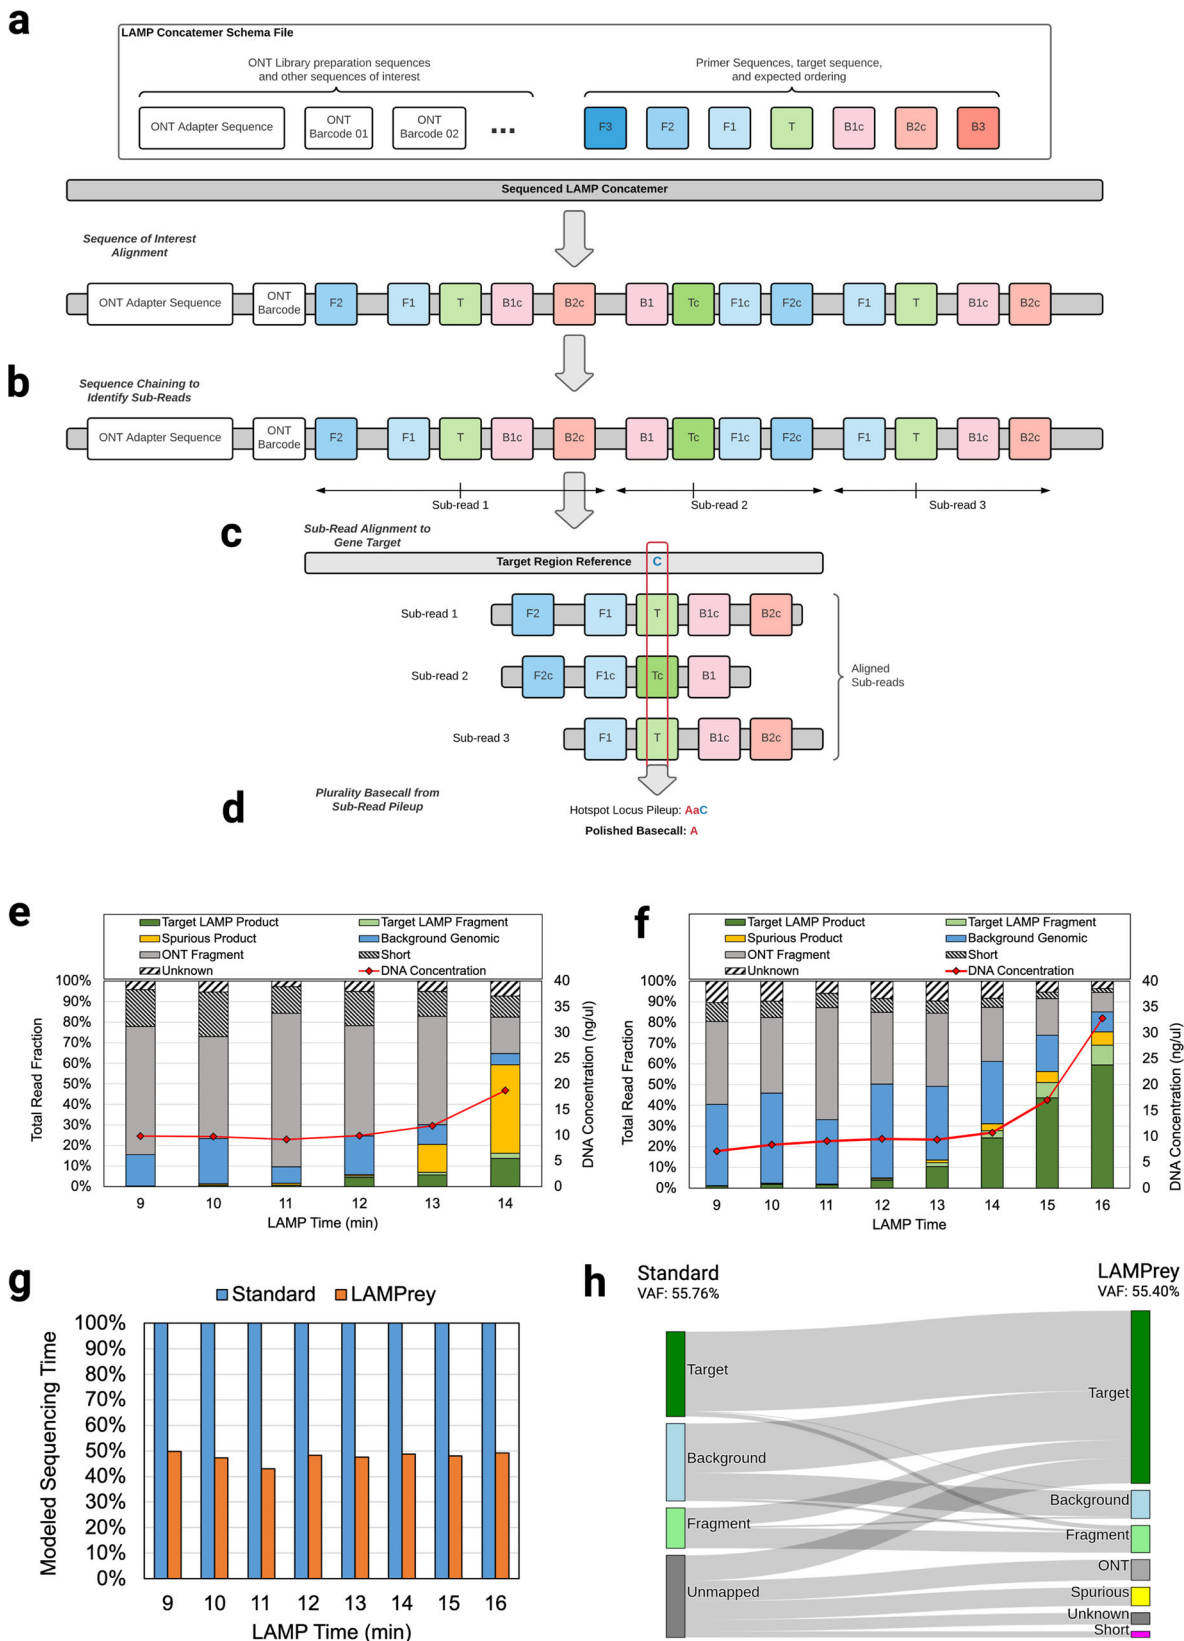 a
LAMP Concatemer Schema File
ONT Library preparation sequences
and other sequences of interest
Primer Sequences, target sequence,
and expected ordering
ONT Adapter Sequence
ONT
Barcode 01
ONT
Barcode 02
...
F3 F2 F1 T B1c B2c B3
Sequenced LAMP Concatemer
Sequence of Interest
Alignment
ONT Adapter Sequence
ONT
Barcode
F2 F1 T B1c B2c B1 Tc F1c F2c F1 T B1c B2c
b
Sequence Chaining to
Identify Sub-Reads
ONT Adapter Sequence
ONT
Barcode
F2 F1 T B1c B2c B1 Tc F1c F2c F1 T B1c B2c
Sub-read 1 Sub-read 2 Sub-read 3
c
Sub-Read Alignment to
Gene Target
Target Region Reference C
Sub-read 1 F2 F1 T B1c B2c
Sub-read 2 F2c F1c Tc B1
Sub-read 3 F1 T B1c B2c
Aligned
Sub-reads
d
Plurality Basecall from
Sub-Read Pileup
Hotspot Locus Pileup: AaC
Polished Basecall: A
e
Target LAMP Product Target LAMP Fragment
Spurious Product Background Genomic
ONT Fragment Short
Unknown DNA Concentration
Total Read Fraction
100%
90%
80%
70%
60%
50%
40%
30%
20%
10%
0%
40
35
30
25
20
15
10
5
0
DNA Concentration (ng/ul)
9 10 11 12 13 14
LAMP Time (min)
f
Target LAMP Product Target LAMP Fragment
Spurious Product Background Genomic
ONT Fragment Short
Unknown DNA Concentration
Total Read Fraction
100%
90%
80%
70%
60%
50%
40%
30%
20%
10%
0%
40
35
30
25
20
15
10
5
0
DNA Concentration (ng/ul)
9 10 11 12 13 14 15 16
LAMP Time
g
Standard LAMPrey
Modeled Sequencing Time
100%
90%
80%
70%
60%
50%
40%
30%
20%
10%
0%
9 10 11 12 13 14 15 16
LAMP Time (min)
h
Standard
VAF: 55.76%
LAMPrey
VAF: 55.40%
Target
Background
Fragment
Unmapped
Target
Background
Fragment
ONT
Spurious
Unknown
Short